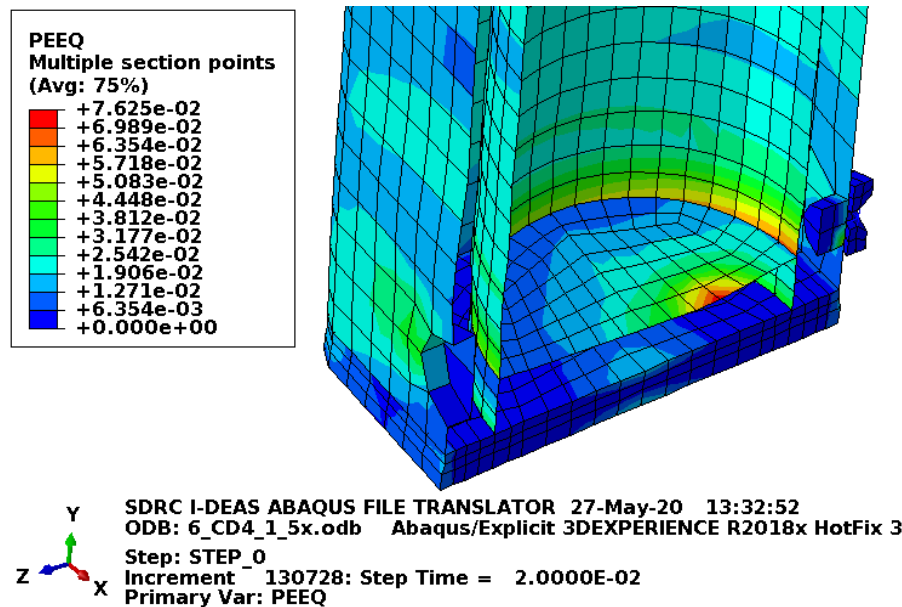 PEEQ
Multiple section points
(Avg: 75%)
+7.625e-02
+6.989e-02
+6.354e-02
+5.718e-02
+5.083e-02
+4.448e-02
+3.812e-02
+3.177e-02
+2.542e-02
+1.906e-02
+1.271e-02
+6.354e-03
+0.000e+00
Y
Z
X
SDRC I-DEAS ABAQUS FILE TRANSLATOR 27-May-20 13:32:52
ODB: 6_CD4_1_5x.odb Abaqus/Explicit 3DEXPERIENCE R2018x HotFix 3
Step: STEP_0
Increment 130728: Step Time = 2.0000E-02
Primary Var: PEEQ